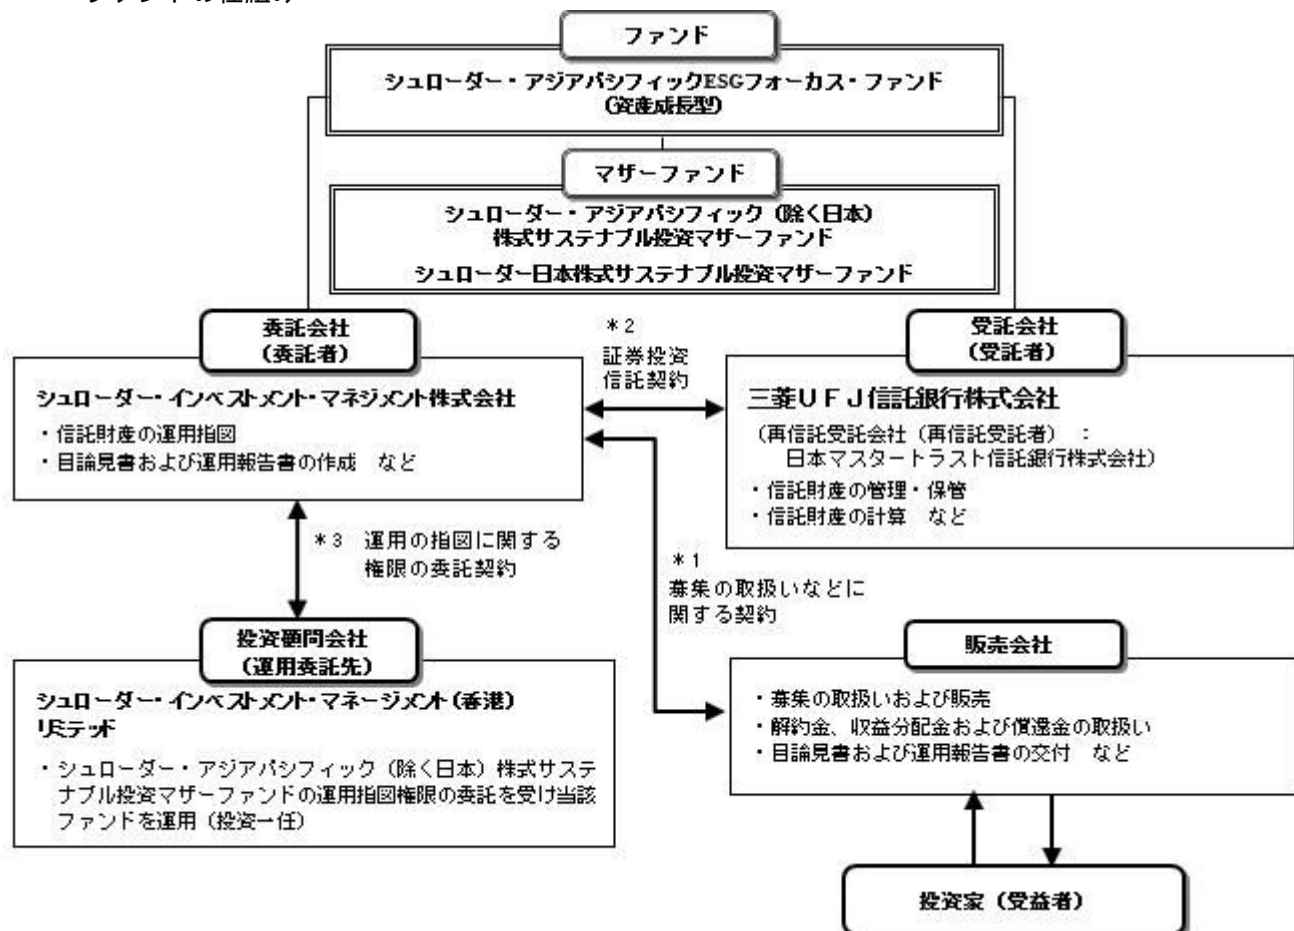 ファンドの仕組み
ファンド
シュローダー・アジアパシフィックESGフォーカス・ファンド
(資産成長型)
マザーファンド
シュローダー・アジアパシフィック（除く日本）
株式サステナブル投資マザーファンド
シュローダー日本株式サステナブル投資マザーファンド
委託会社
(委託者)
シュローダー・インベストメント・マネジメント株式会社
・信託財産の運用指図
・目論見書および運用報告書の作成　など
＊2
証券投資
信託契約
受託会社
(受託者)
三菱ＵＦＪ信託銀行株式会社
（再信託受託会社（再信託受託者）：
日本マスタートラスト信託銀行株式会社）
・信託財産の管理・保管
・信託財産の計算　など
＊3　運用の指図に関する
権限の委託契約
＊1
募集の取扱いなどに
関する契約
投資顧問会社
(運用委託先)
シュローダー・インベストメント・マネージメント(香港)
リミテッド
・シュローダー・アジアパシフィック（除く日本）株式サステ
ナブル投資マザーファンドの運用指図権限の委託を受け当該
ファンドを運用（投資一任）
販売会社
・募集の取扱いおよび販売
・解約金、収益分配金および償還金の取扱い
・目論見書および運用報告書の交付　など
投資家（受益者）